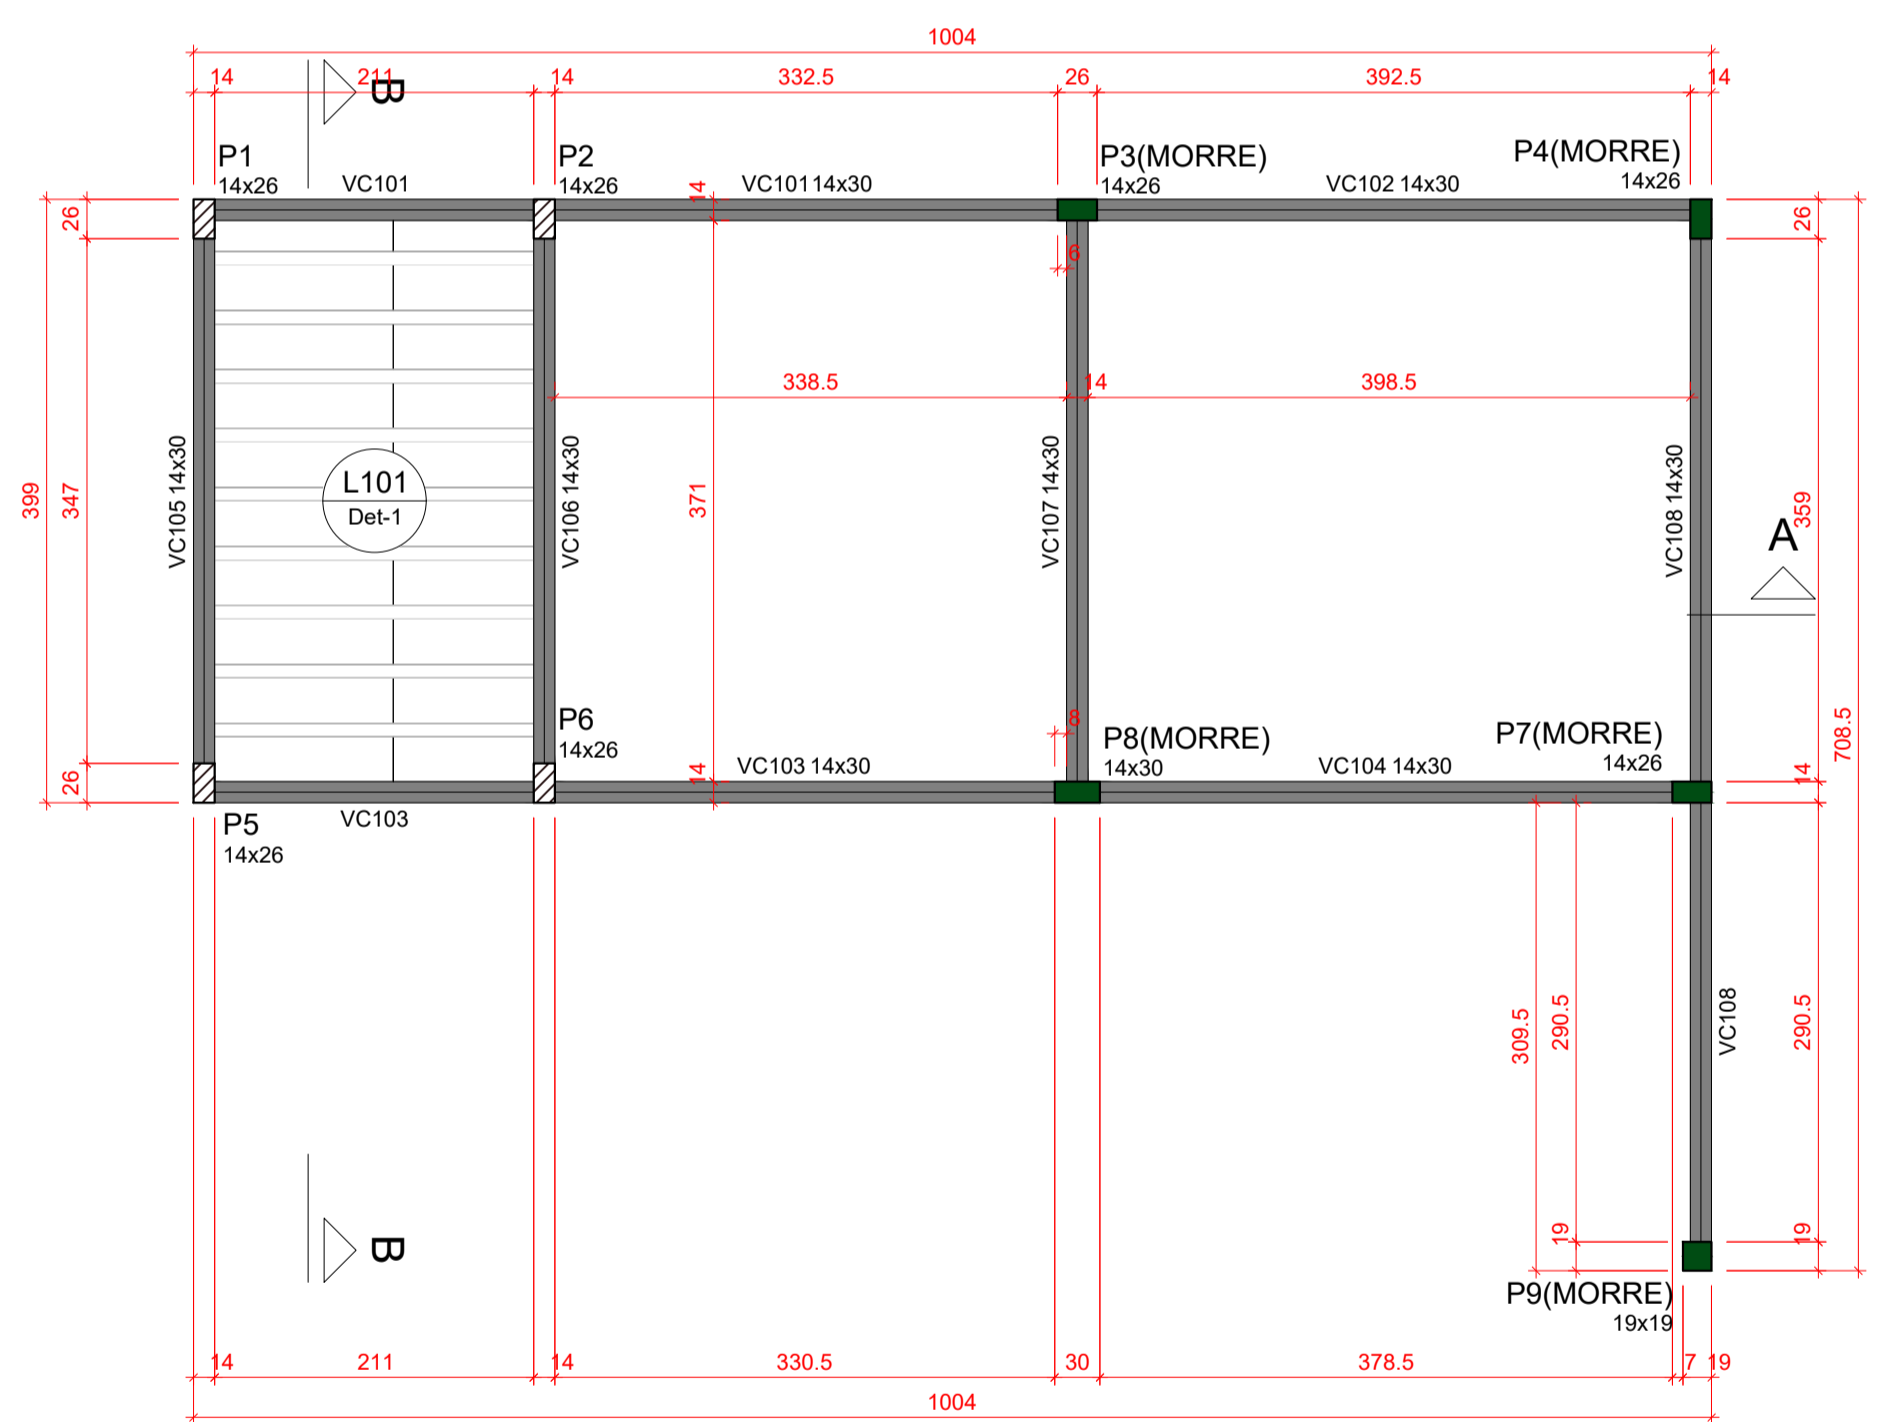 1004
14
211
14
332.5
26
392.5
14
B
P1
14x26
VC101
P2
14x26
14
VC101 14x30
P3(MORRE)
14x26
VC102 14x30
P4(MORRE)
14x26
26
26
6
338.5
14
398.5
399
347
VC105 14x30
L101
Det-1
VC106 14x30
371
VC107 14x30
VC108 14x30
359
A
708.5
P6
14x26
8
P8(MORRE)
14x30
P7(MORRE)
14x26
26
14
VC103 14x30
VC104 14x30
14
P5
14x26
VC103
309.5
290.5
VC108
290.5
B
19
19
P9(MORRE)
19x19
14
211
14
330.5
30
378.5
7
19
1004